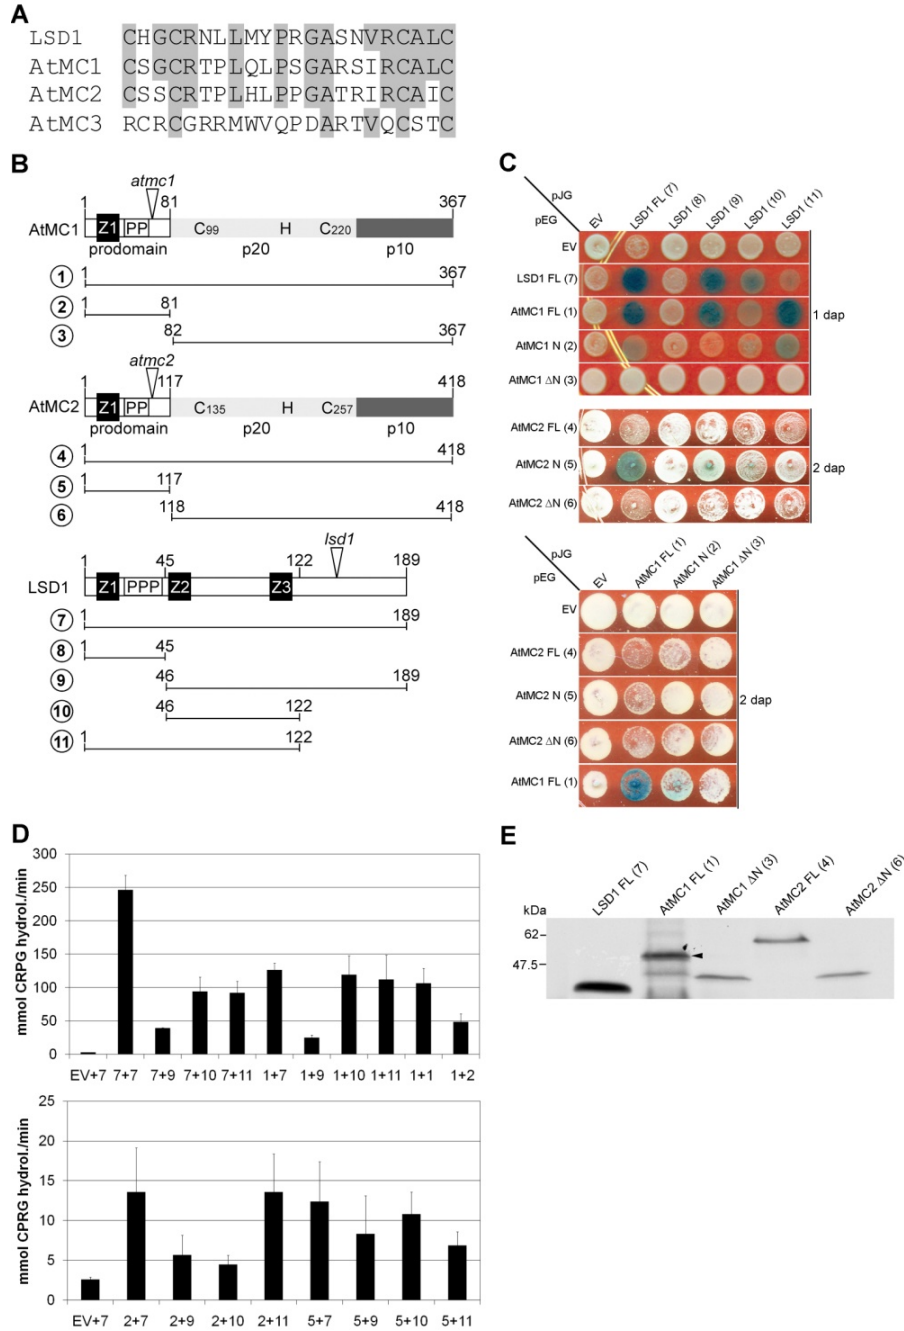 A
LSD1 CHGCRNLLMYPRGASNVRCALC
AtMC1 CSGCRTPLQLPSGARSIRCALC
AtMC2 CSSCRTPLHLPPGATRIRCAIC
AtMC3 RCRCGRRMWVQPDARTVQCSTC
B
atmc1
1 81 367
AtMC1 Z1 PP C99 H C220
prodomain p20 p10
1 1 367
2 1 81
3 82 367
atmc2
1 117 418
AtMC2 Z1 PP C135 H C257
prodomain p20 p10
4 1 418
5 1 117
6 118 418
lsd1
1 45 122 189
LSD1 Z1 PPP Z2 Z3
7 1 189
8 1 45
9 46 189
10 46 122
11 1 122
C
pJG
pEG
EV LSD1 FL (7) LSD1 (8) LSD1 (9) LSD1 (10) LSD1 (11)
EV
LSD1 FL (7)
AtMC1 FL (1) 1 dap
AtMC1 N (2)
AtMC1 ΔN (3)
AtMC2 FL (4)
AtMC2 N (5) 2 dap
AtMC2 ΔN (6)
pJG
pEG
EV AtMC1 FL (1) AtMC1 N (2) AtMC1 ΔN (3)
EV
AtMC2 FL (4)
AtMC2 N (5) 2 dap
AtMC2 ΔN (6)
AtMC1 FL (1)
D
mmol CRPG hydrol./min
300
250
200
150
100
50
0
EV+7 7+7 7+9 7+10 7+11 1+7 1+9 1+10 1+11 1+1 1+2
mmol CPRG hydrol./min
25
20
15
10
5
0
EV+7 2+7 2+9 2+10 2+11 5+7 5+9 5+10 5+11
E
LSD1 FL (7) AtMC1 FL (1) AtMC1 ΔN (3) AtMC2 FL (4) AtMC2 ΔN (6)
kDa
62
47.5